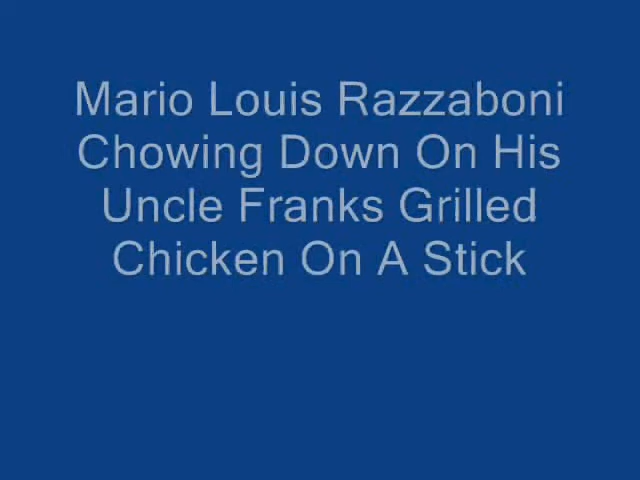 Mario Louis Razzaboni
Chowing Down On His
Uncle Franks Grilled
Chicken On A Stick